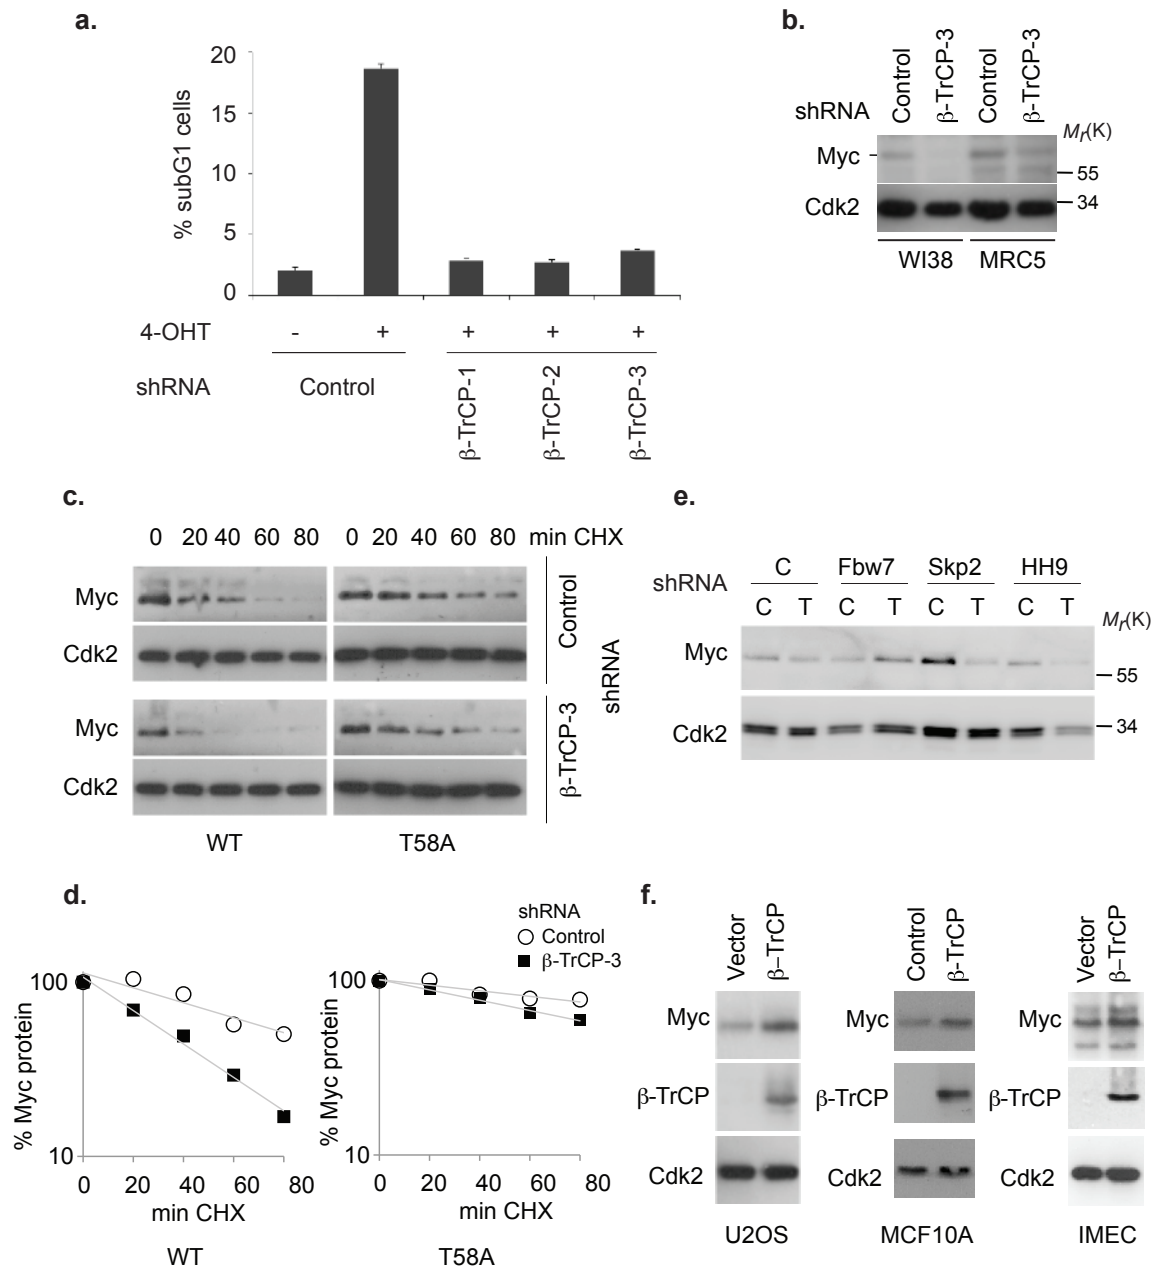 a.
20
15
10
5
0
% subG1 cells
4-OHT - + + + +
shRNA Control β-TrCP-1 β-TrCP-2 β-TrCP-3
b.
shRNA Control β-TrCP-3 Control β-TrCP-3
Mr(K)
Myc
55
Cdk2
34
WI38 MRC5
c.
0 20 40 60 80 0 20 40 60 80 min CHX
Myc
Cdk2
Control
Myc
Cdk2
β-TrCP-3
shRNA
WT T58A
d.
shRNA
Control
β-TrCP-3
% Myc protein
100
10
0 20 40 60 80
min CHX
WT
% Myc protein
100
10
0 20 40 60 80
min CHX
T58A
e.
shRNA C Fbw7 Skp2 HH9
C T C T C T C T
Mr(K)
Myc
55
Cdk2
34
f.
Vector β-TrCP
Myc
β-TrCP
Cdk2
U2OS
Control β-TrCP
Myc
β-TrCP
Cdk2
MCF10A
Vector β-TrCP
Myc
β-TrCP
Cdk2
IMEC